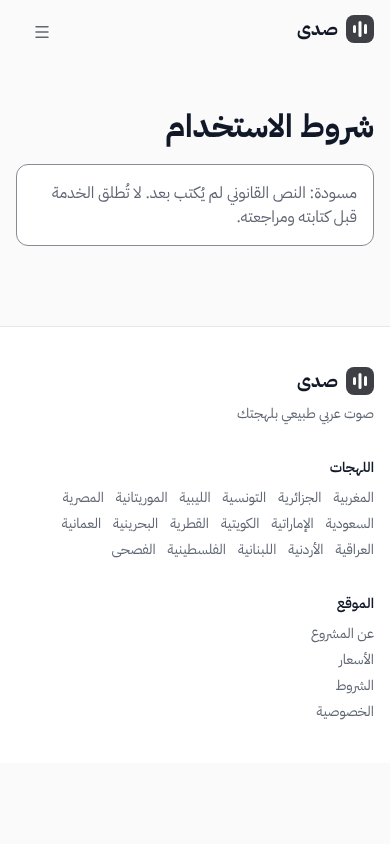 صدى
شروط الاستخدام
مسودة: النص القانوني لم يُكتب بعد. لا تُطلق الخدمة
قبل كتابته ومراجعته.
صدى
صوت عربي طبيعي بلهجتك
اللهجات
المغربية الجزائرية التونسية الليبية الموريتانية المصرية
السعودية الإماراتية الكويتية القطرية البحرينية العمانية
العراقية الأردنية اللبنانية الفلسطينية الفصحى
الموقع
عن المشروع
الأسعار
الشروط
الخصوصية